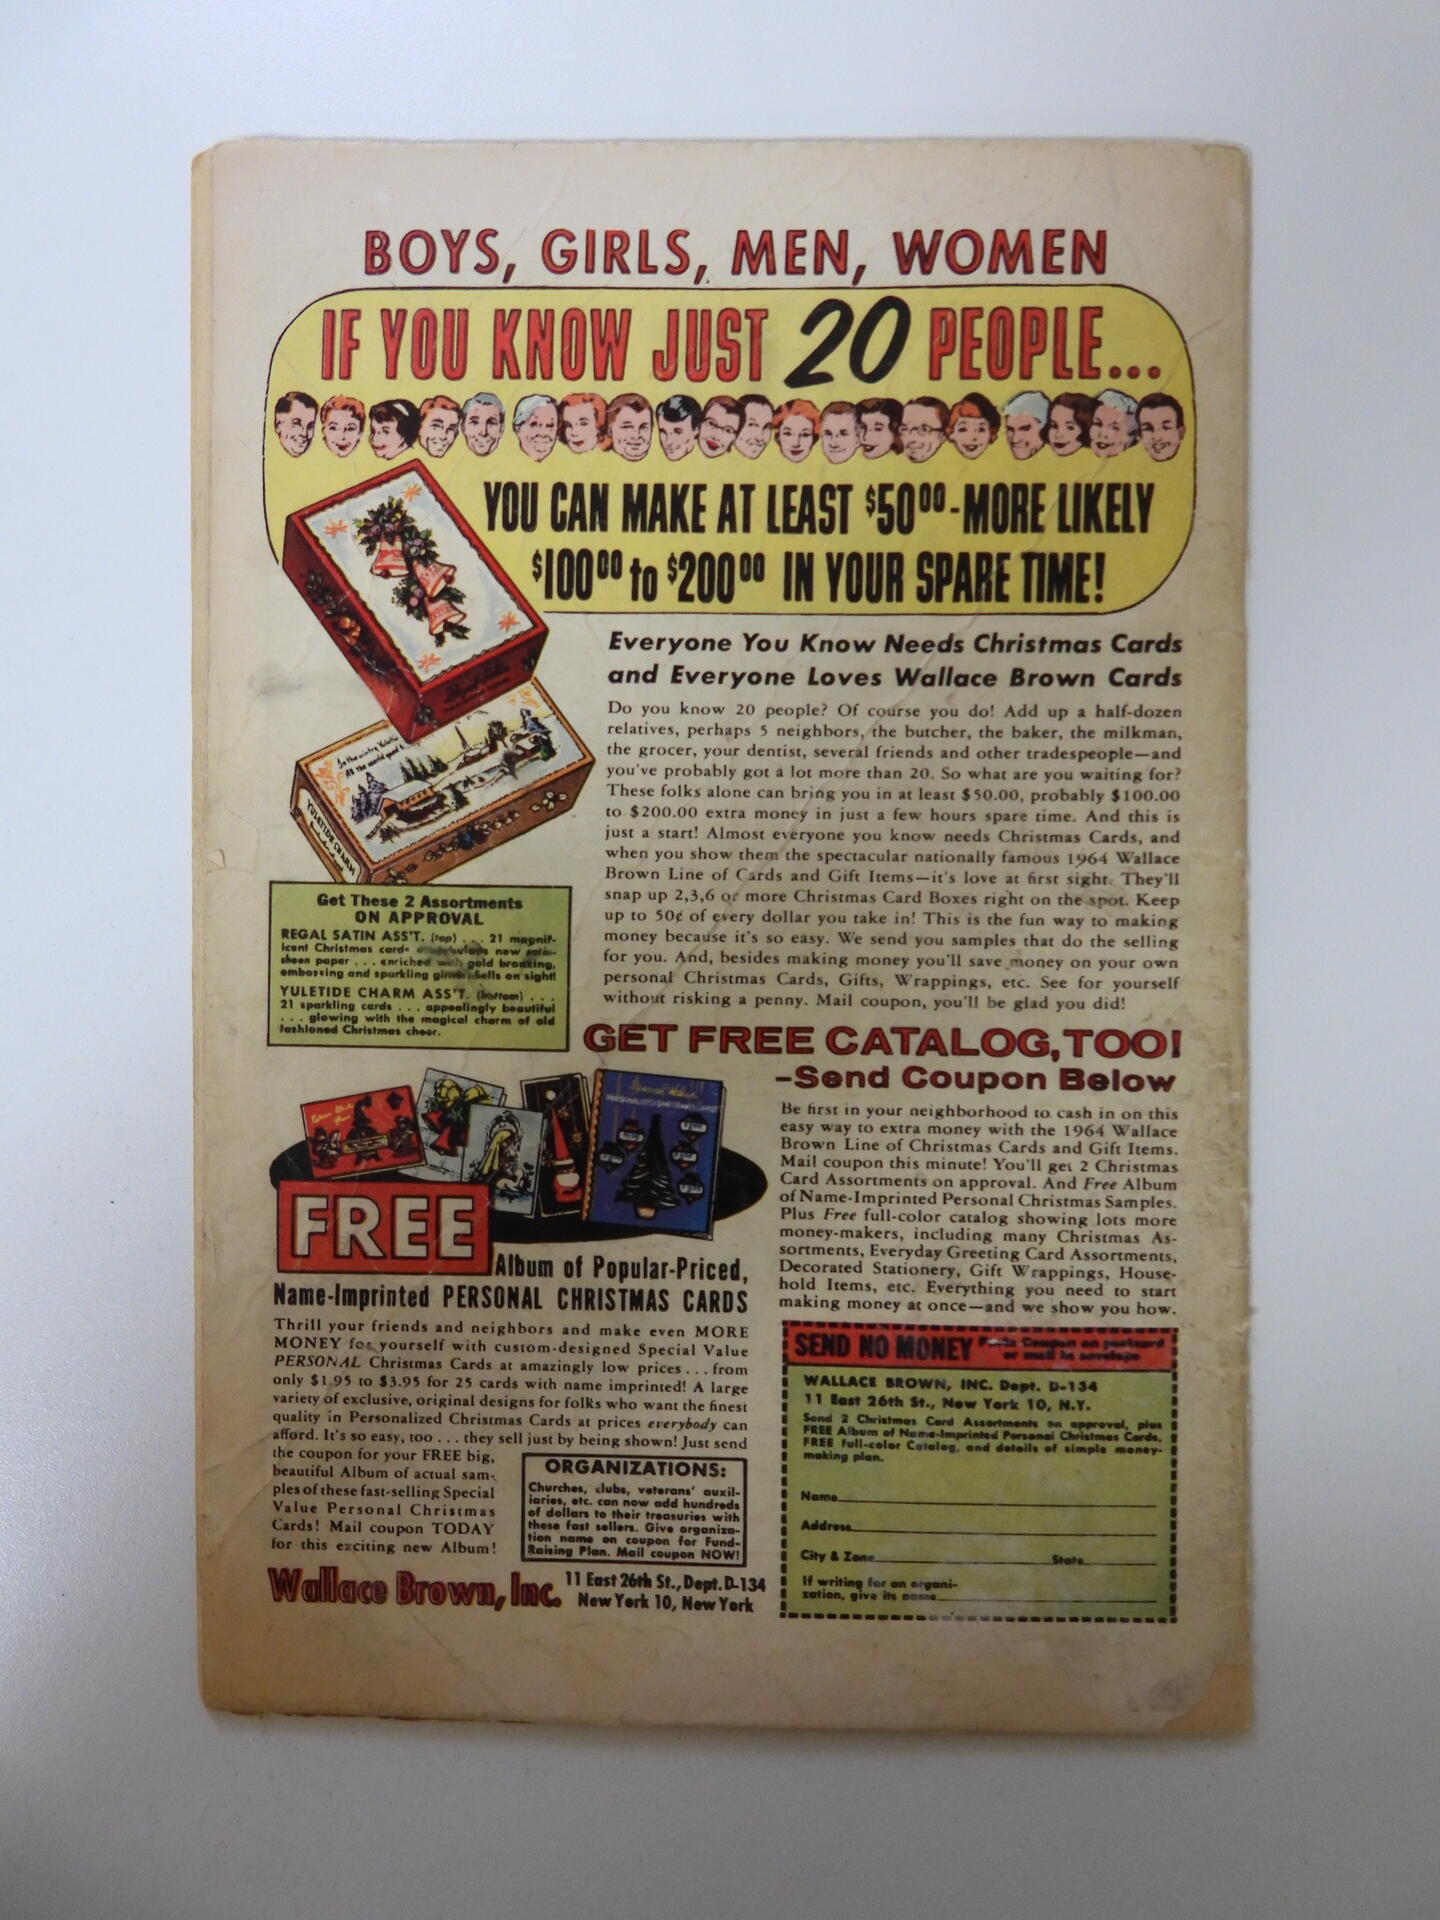 BOYS, GIRLS, MEN, WOMEN
IF YOU KNOW JUST 20 PEOPLE...
YOU CAN MAKE AT LEAST $50⁰⁰-MORE LIKELY
$100⁰⁰ to $200⁰⁰ IN YOUR SPARE TIME!
Everyone You Know Needs Christmas Cards
and Everyone Loves Wallace Brown Cards
Do you know 20 people? Of course you do! Add up a half-dozen
relatives, perhaps 5 neighbors, the butcher, the baker, the milkman,
the grocer, your dentist, several friends and other tradespeople—and
you've probably got a lot more than 20. So what are you waiting for?
These folks alone can bring you in at least $50.00, probably $100.00
to $200.00 extra money in just a few hours spare time. And this is
just a start! Almost everyone you know needs Christmas Cards, and
when you show them the spectacular nationally famous 1964 Wallace
Brown Line of Cards and Gift Items—it's love at first sight. They'll
snap up 2,3,6 or more Christmas Card Boxes right on the spot. Keep
up to 50¢ of every dollar you take in! This is the fun way to making
money because it's so easy. We send you samples that do the selling
for you. And, besides making money you'll save money on your own
personal Christmas Cards, Gifts, Wrappings, etc. See for yourself
without risking a penny. Mail coupon, you'll be glad you did!
YULETIDE CHARM
Get These 2 Assortments
ON APPROVAL
REGAL SATIN ASS'T. (top) . . . 21 magnif-
icent Christmas cards new satin-
sheen paper . . . enriched with gold bronzing,
embossing and sparkling Sells on sight!
YULETIDE CHARM ASS'T. (bottom) . . .
21 sparkling cards . . . appealingly beautiful
. . . glowing with the magical charm of old
fashioned Christmas cheer.
GET FREE CATALOG, TOO!
—Send Coupon Below
Be first in your neighborhood to cash in on this
easy way to extra money with the 1964 Wallace
Brown Line of Christmas Cards and Gift Items.
Mail coupon this minute! You'll get 2 Christmas
Card Assortments on approval. And Free Album
of Name-Imprinted Personal Christmas Samples.
Plus Free full-color catalog showing lots more
money-makers, including many Christmas As-
sortments, Everyday Greeting Card Assortments,
Decorated Stationery, Gift Wrappings, House-
hold Items, etc. Everything you need to start
making money at once—and we show you how.
FREE
Album of Popular-Priced,
Name-Imprinted PERSONAL CHRISTMAS CARDS
Thrill your friends and neighbors and make even MORE
MONEY for yourself with custom-designed Special Value
PERSONAL Christmas Cards at amazingly low prices . . . from
only $1.95 to $3.95 for 25 cards with name imprinted! A large
variety of exclusive, original designs for folks who want the finest
quality in Personalized Christmas Cards at prices everybody can
afford. It's so easy, too . . . they sell just by being shown! Just send
the coupon for your FREE big,
beautiful Album of actual sam-
ples of these fast-selling Special
Value Personal Christmas
Cards! Mail coupon TODAY
for this exciting new Album!
ORGANIZATIONS:
Churches, clubs, veterans' auxil-
iaries, etc. can now add hundreds
of dollars to their treasuries with
these fast sellers. Give organiza-
tion name on coupon for Fund-
Raising Plan. Mail coupon NOW!
Wallace Brown, Inc. 11 East 26th St., Dept. D-134
New York 10, New York
SEND NO MONEY Paste Coupon on postcard
or mail in envelope
WALLACE BROWN, INC. Dept. D-134
11 East 26th St., New York 10, N.Y.
Send 2 Christmas Card Assortments on approval, plus
FREE Album of Name-Imprinted Personal Christmas Cards,
FREE full-color Catalog, and details of simple money-
making plan.
Name
Address
City & Zone State
If writing for an organi-
zation, give its name